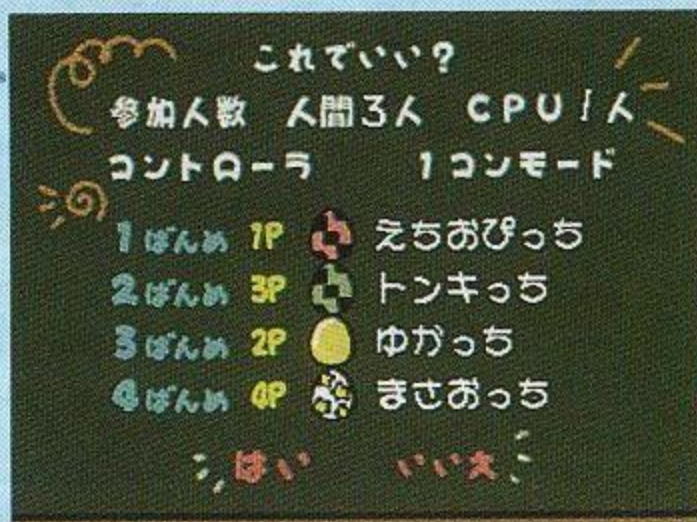 これでいい?
参加人数 人間3人 CPU1人
コントローラ 1コンモード
1ばんめ 1P えちおぴっち
2ばんめ 3P トンキっち
3ばんめ 2P ゆかっち
4ばんめ 4P まさおっち
はい いいえ